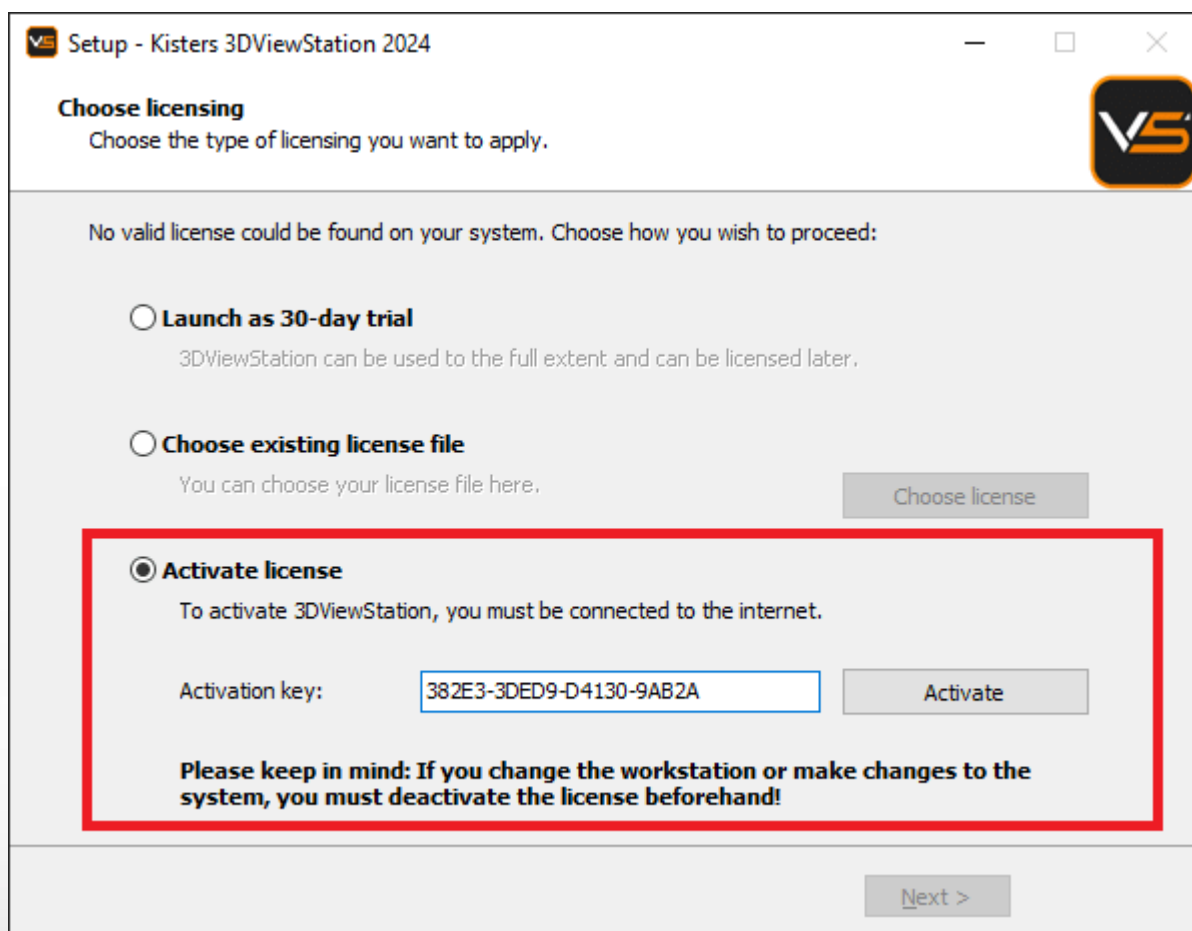 VS Setup - Kisters 3DViewStation 2024
Choose licensing
Choose the type of licensing you want to apply.
VS
No valid license could be found on your system. Choose how you wish to proceed:
Launch as 30-day trial
3DViewStation can be used to the full extent and can be licensed later.
Choose existing license file
You can choose your license file here.
Choose license
Activate license
To activate 3DViewStation, you must be connected to the internet.
Activation key: 382E3-3DED9-D4130-9AB2A Activate
Please keep in mind: If you change the workstation or make changes to the
system, you must deactivate the license beforehand!
Next >